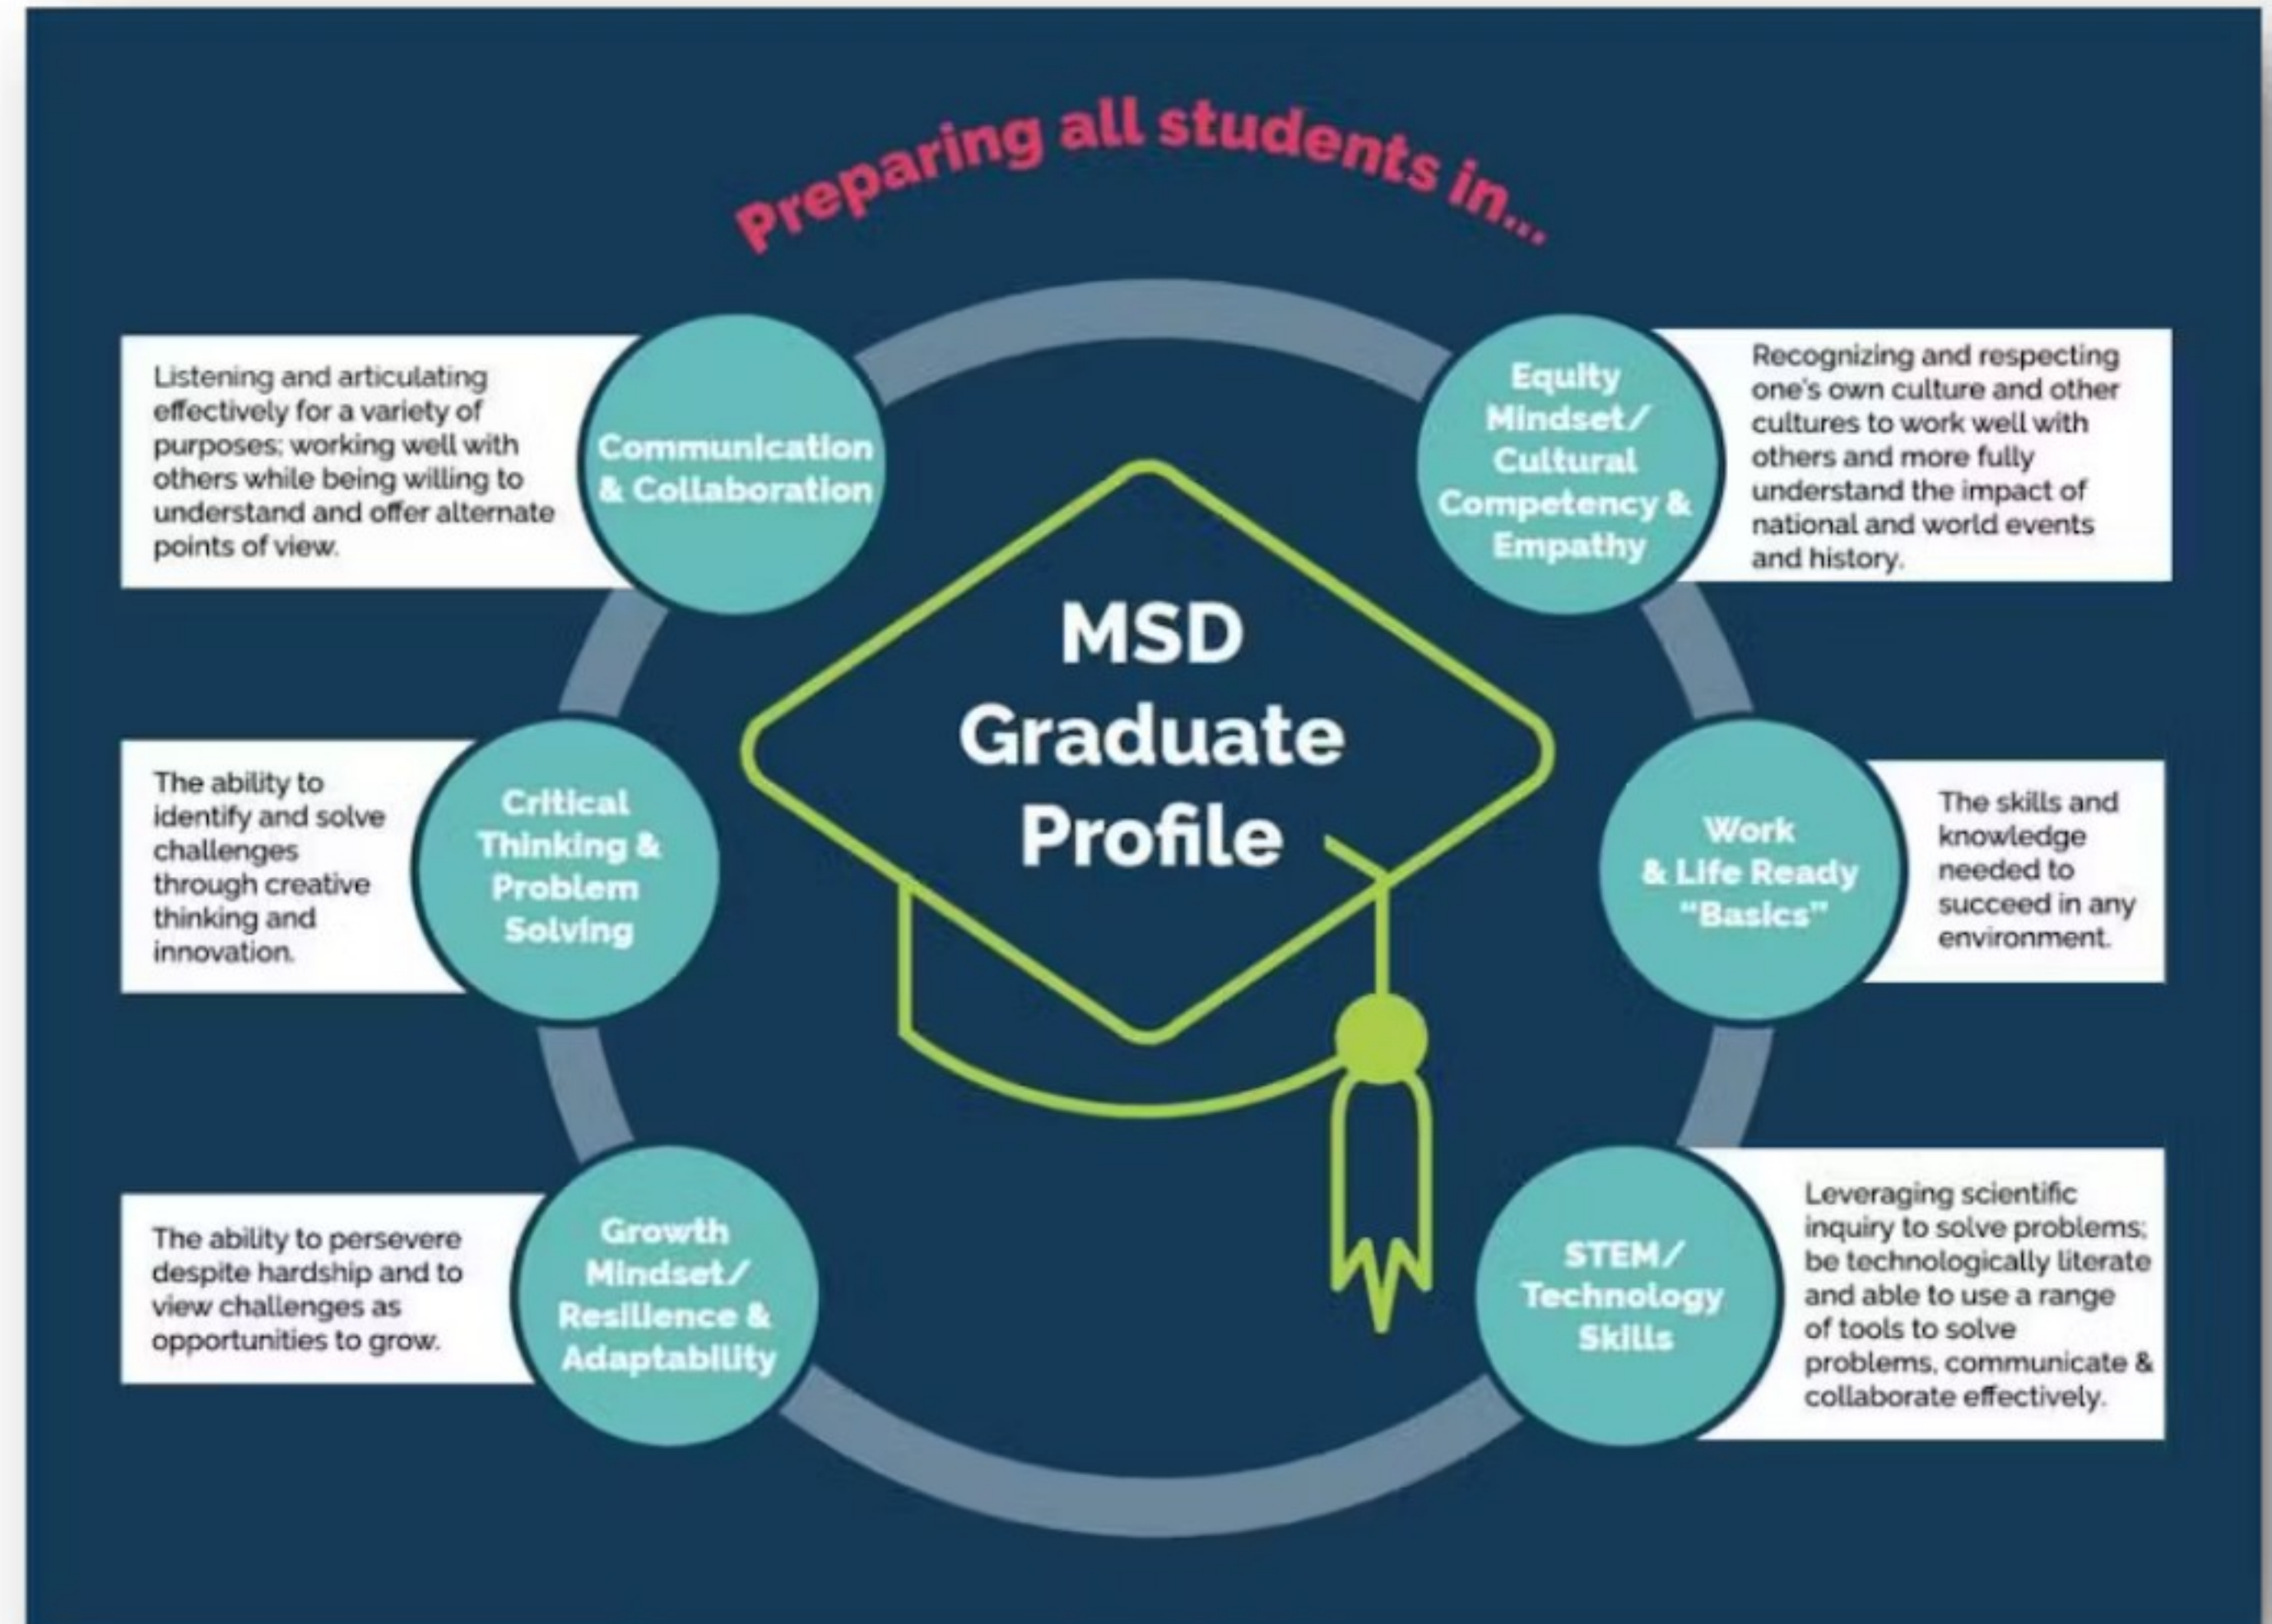 Preparing all students in...
Listening and articulating
effectively for a variety of
purposes; working well with
others while being willing to
understand and offer alternate
points of view.
Communication
& Collaboration
Equity
Mindset/
Cultural
Competency &
Empathy
Recognizing and respecting
one's own culture and other
cultures to work well with
others and more fully
understand the impact of
national and world events
and history.
MSD
Graduate
Profile
The ability to
identify and solve
challenges
through creative
thinking and
innovation.
Critical
Thinking &
Problem
Solving
Work
& Life Ready
“Basics”
The skills and
knowledge
needed to
succeed in any
environment.
The ability to persevere
despite hardship and to
view challenges as
opportunities to grow.
Growth
Mindset/
Resilience &
Adaptability
STEM/
Technology
Skills
Leveraging scientific
inquiry to solve problems;
be technologically literate
and able to use a range
of tools to solve
problems, communicate &
collaborate effectively.